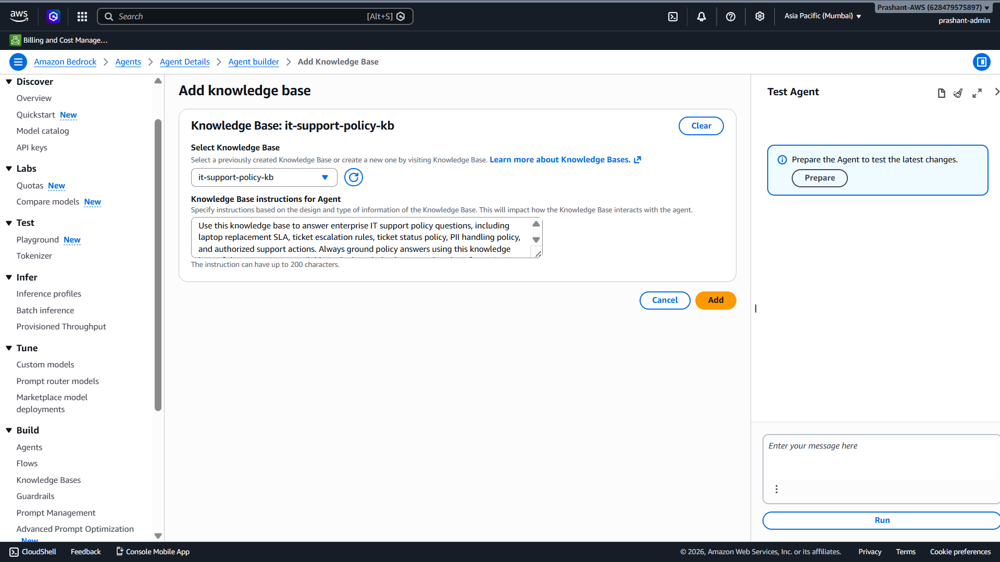 aws
Search
[Alt+S]
Asia Pacific (Mumbai)
Prashant-AWS (628479575897)
prashant-admin
Billing and Cost Manage...
Amazon Bedrock
Agents
Agent Details
Agent builder
Add Knowledge Base
Discover
Overview
Quickstart New
Model catalog
API keys
Labs
Quotas New
Compare models New
Test
Playground New
Tokenizer
Infer
Inference profiles
Batch inference
Provisioned Throughput
Tune
Custom models
Prompt router models
Marketplace model
deployments
Build
Agents
Flows
Knowledge Bases
Guardrails
Prompt Management
Advanced Prompt Optimization
New
Add knowledge base
Knowledge Base: it-support-policy-kb
Clear
Select Knowledge Base
Select a previously created Knowledge Base or create a new one by visiting Knowledge Base. Learn more about Knowledge Bases.
it-support-policy-kb
Knowledge Base instructions for Agent
Specify instructions based on the design and type of information of the Knowledge Base. This will impact how the Knowledge Base interacts with the agent.
Use this knowledge base to answer enterprise IT support policy questions, including
laptop replacement SLA, ticket escalation rules, ticket status policy, PII handling policy,
and authorized support actions. Always ground policy answers using this knowledge
The instruction can have up to 200 characters.
Cancel
Add
Test Agent
Prepare the Agent to test the latest changes.
Prepare
Enter your message here
Run
CloudShell
Feedback
Console Mobile App
© 2026, Amazon Web Services, Inc. or its affiliates.
Privacy
Terms
Cookie preferences